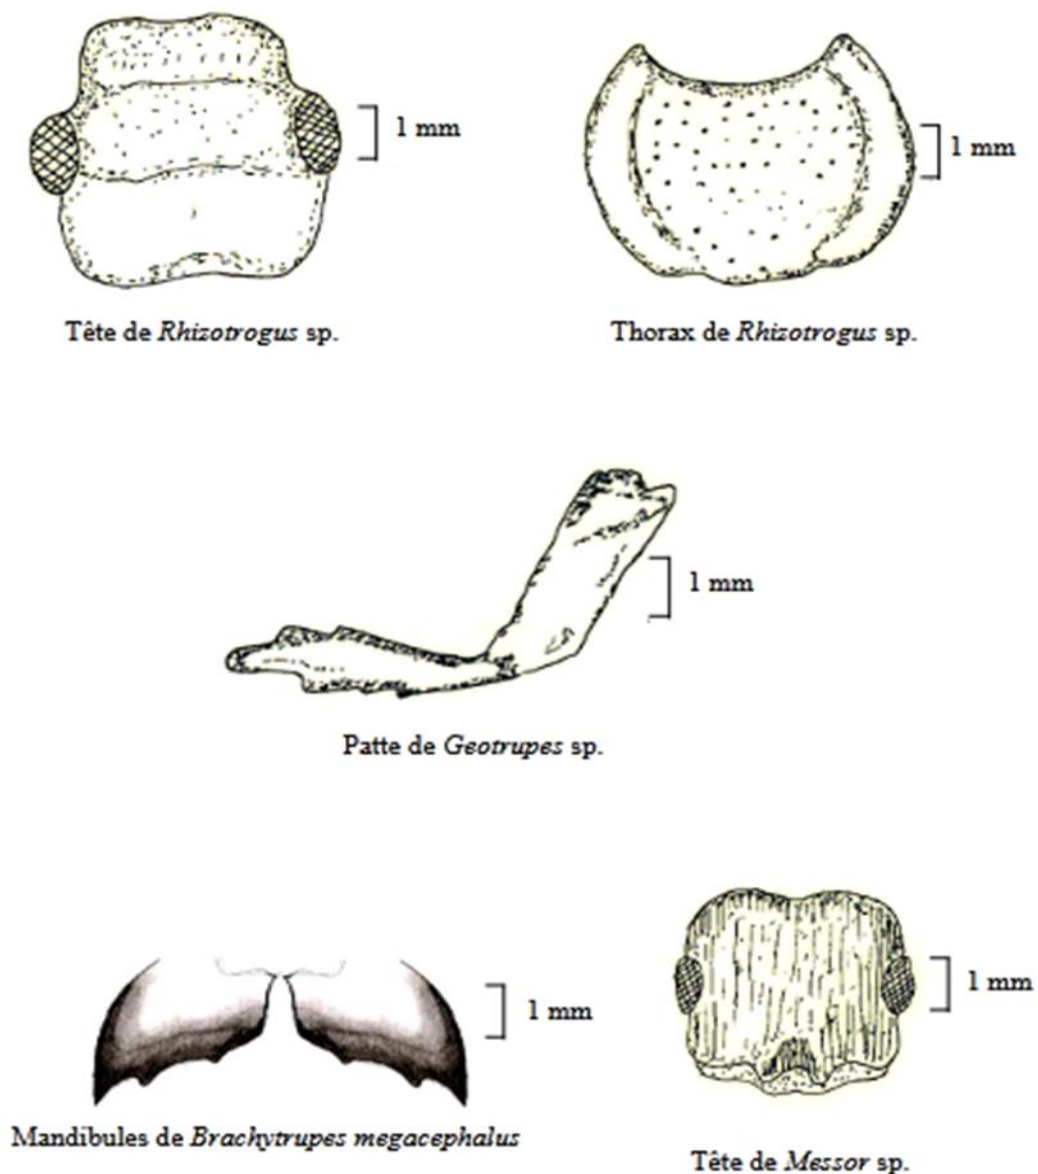 1 mm
1 mm
Tête de Rhizotrogus sp.
Thorax de Rhizotrogus sp.
1 mm
Patte de Geotrupes sp.
1 mm
1 mm
Mandibules de Brachytrupes megacephalus
Tête de Messor sp.